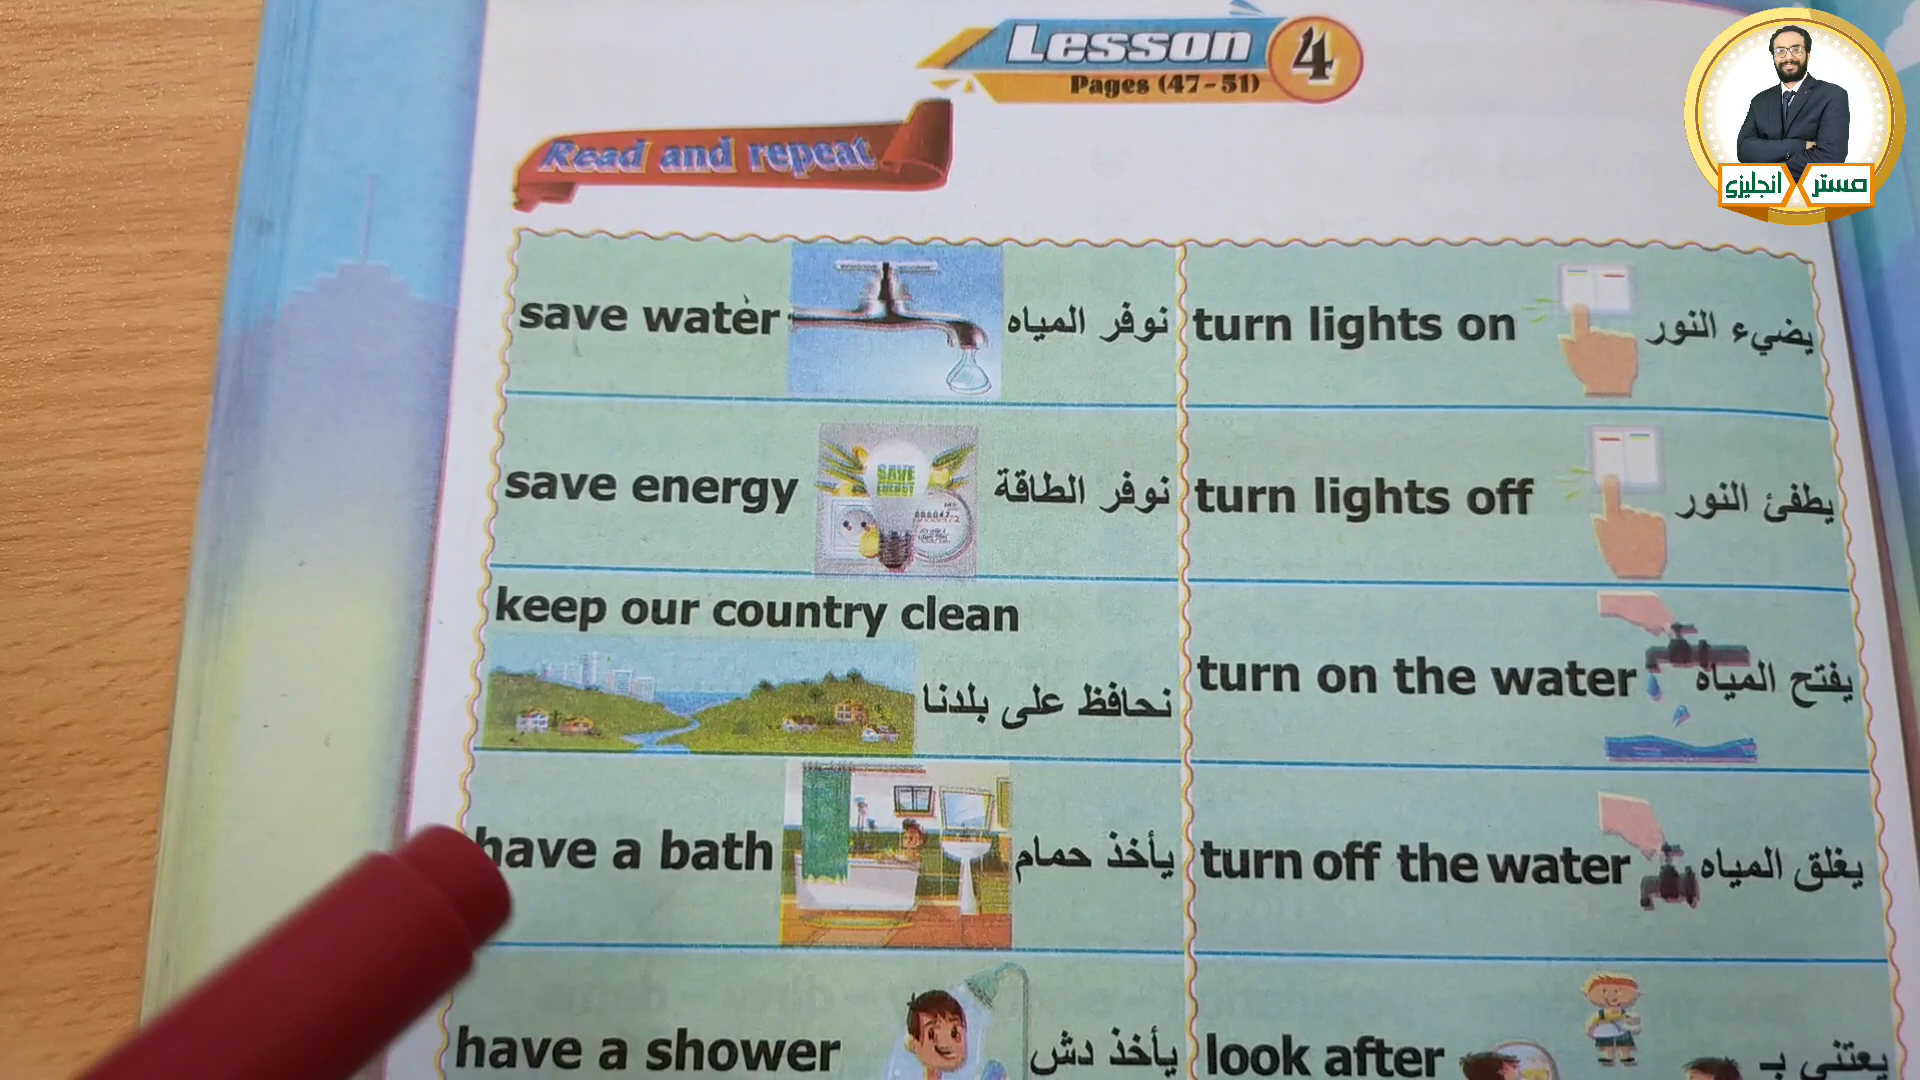 Lesson 4
Pages (47-51)
مستر X انجليزي
Read and repeat
save water نوفر المياه
turn lights on يضيء النور
save energy نوفر الطاقة
SAVE ENERGY
turn lights off يطفئ النور
keep our country clean
نحافظ على بلدنا
turn on the water يفتح المياه
have a bath يأخذ حمام
turn off the water يغلق المياه
have a shower يأخذ دش
look after يعتني بـ